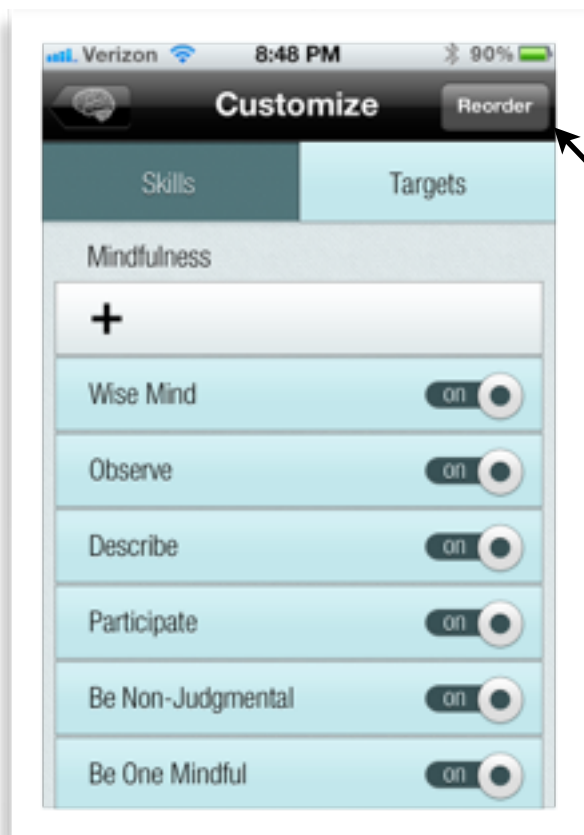 Verizon 8:48 PM 90%
Customize Reorder
Skills Targets
Mindfulness
+
Wise Mind on
Observe on
Describe on
Participate on
Be Non-Judgmental on
Be One Mindful on